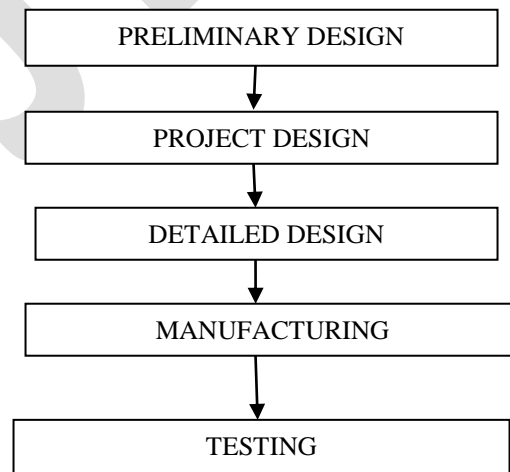 PRELIMINARY DESIGN
PROJECT DESIGN
DETAILED DESIGN
MANUFACTURING
TESTING